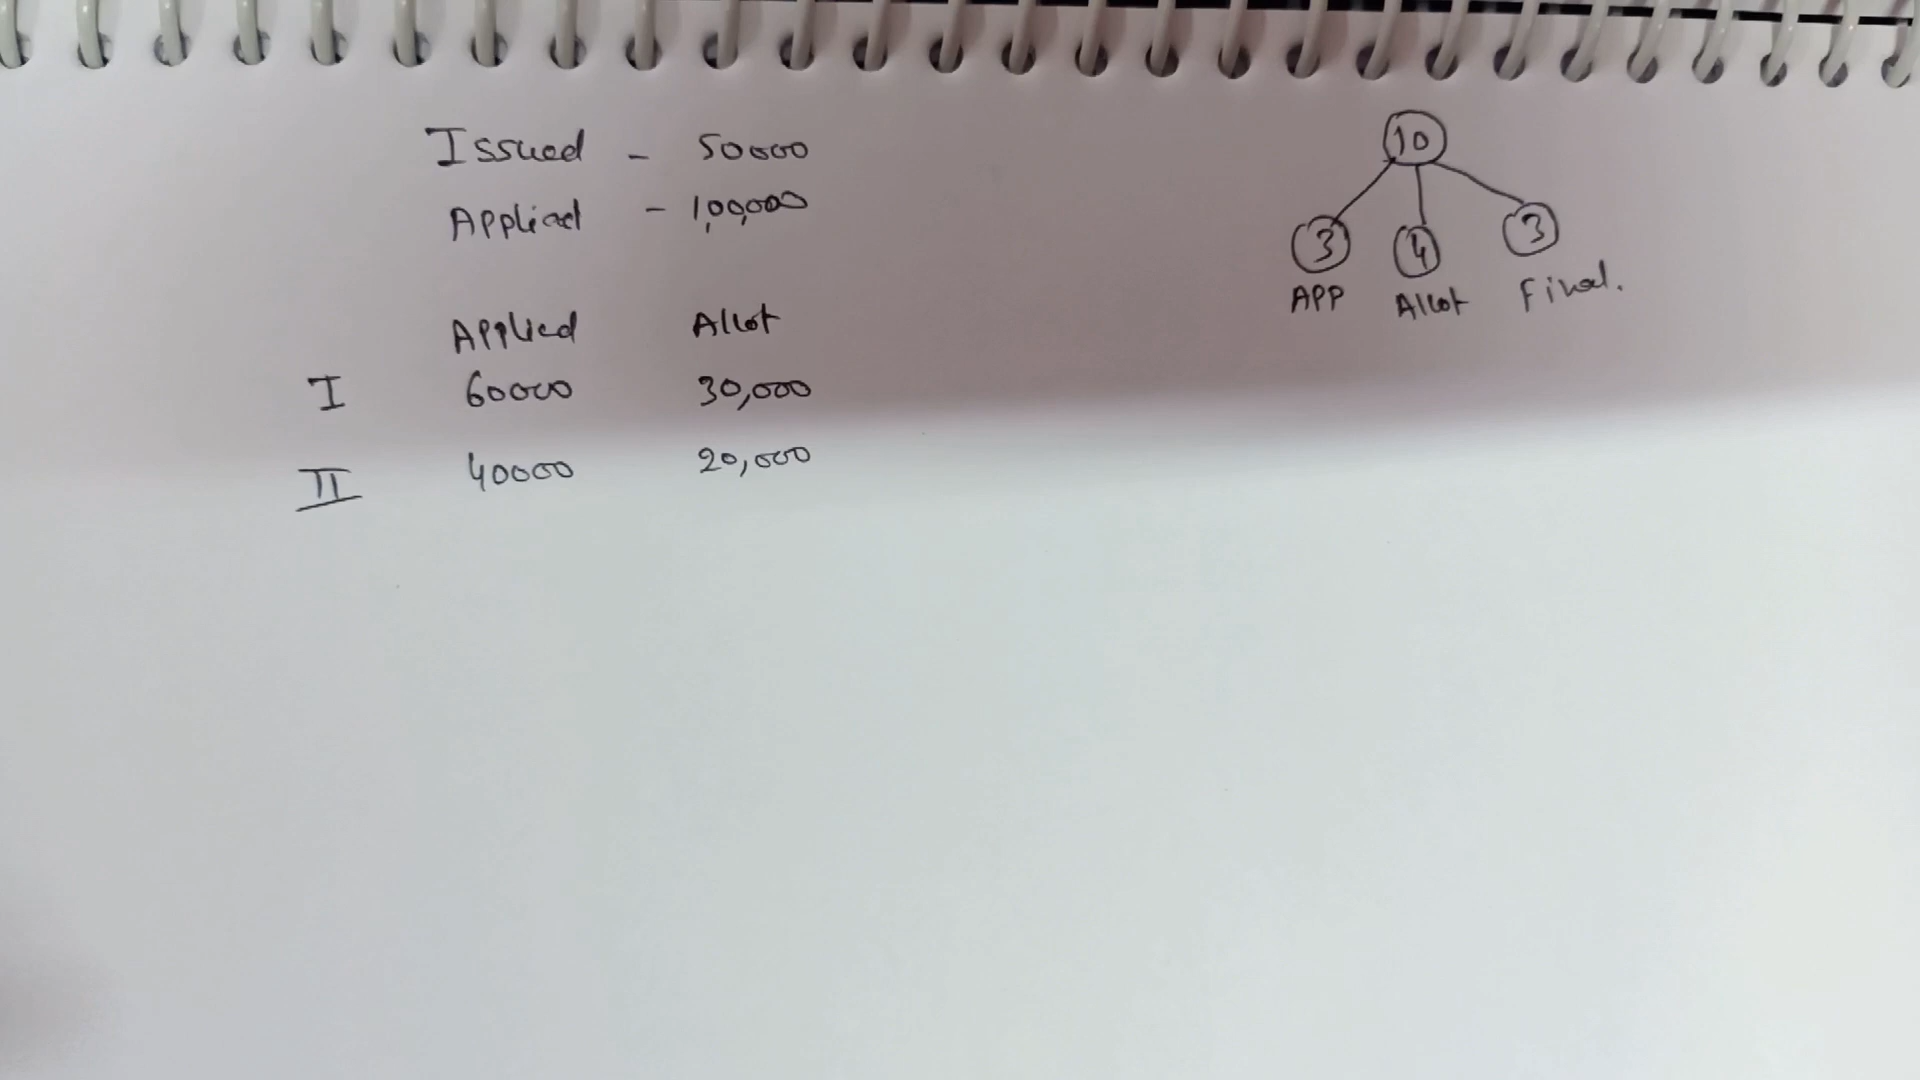 Issued - 50000
Applied - 1,00,000
Applied Allot
I 60000 30,000
II 40000 20,000
10
3 4 3
APP Allot Final.